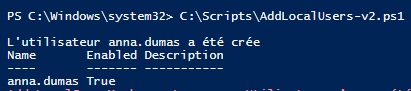 PS C:\Windows\system32> C:\Scripts\AddLocalUsers-v2.ps1
L'utilisateur anna.dumas a été crée
Name Enabled Description
---- ------- -----------
anna.dumas True